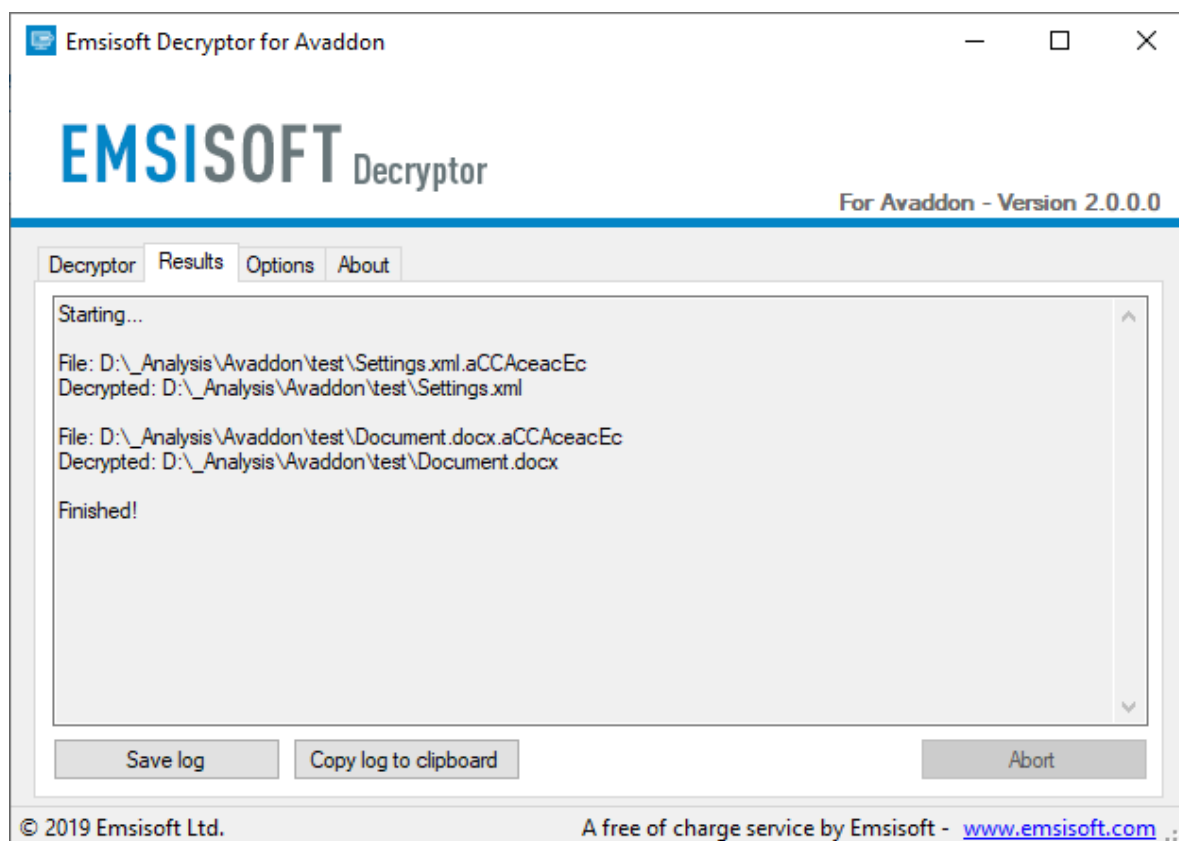 Emsisoft Decryptor for Avaddon
EMSISOFT Decryptor
For Avaddon - Version 2.0.0.0
Decryptor Results Options About
Starting...
File: D:\_Analysis\Avaddon\test\Settings.xml.aCCAceacEc
Decrypted: D:\_Analysis\Avaddon\test\Settings.xml
File: D:\_Analysis\Avaddon\test\Document.docx.aCCAceacEc
Decrypted: D:\_Analysis\Avaddon\test\Document.docx
Finished!
Save log Copy log to clipboard Abort
© 2019 Emsisoft Ltd. A free of charge service by Emsisoft - www.emsisoft.com